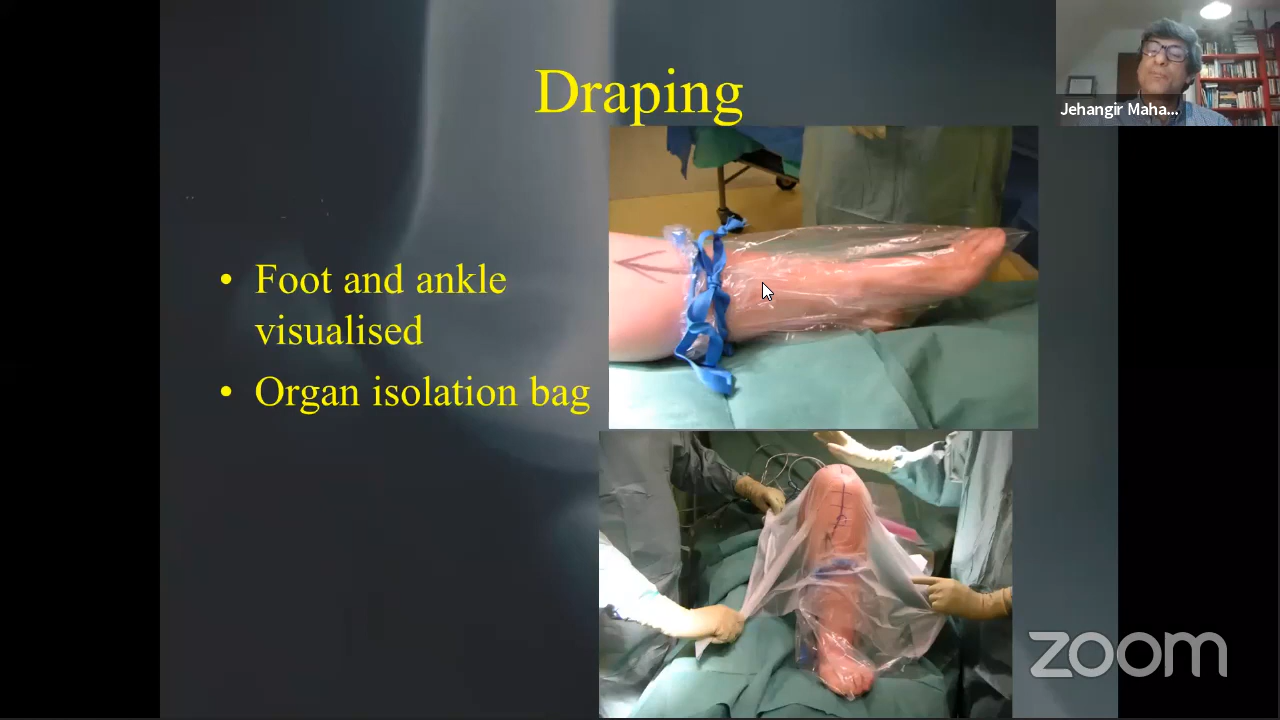 Draping
Jehangir Maha...
• Foot and ankle
visualised
• Organ isolation bag
zoom